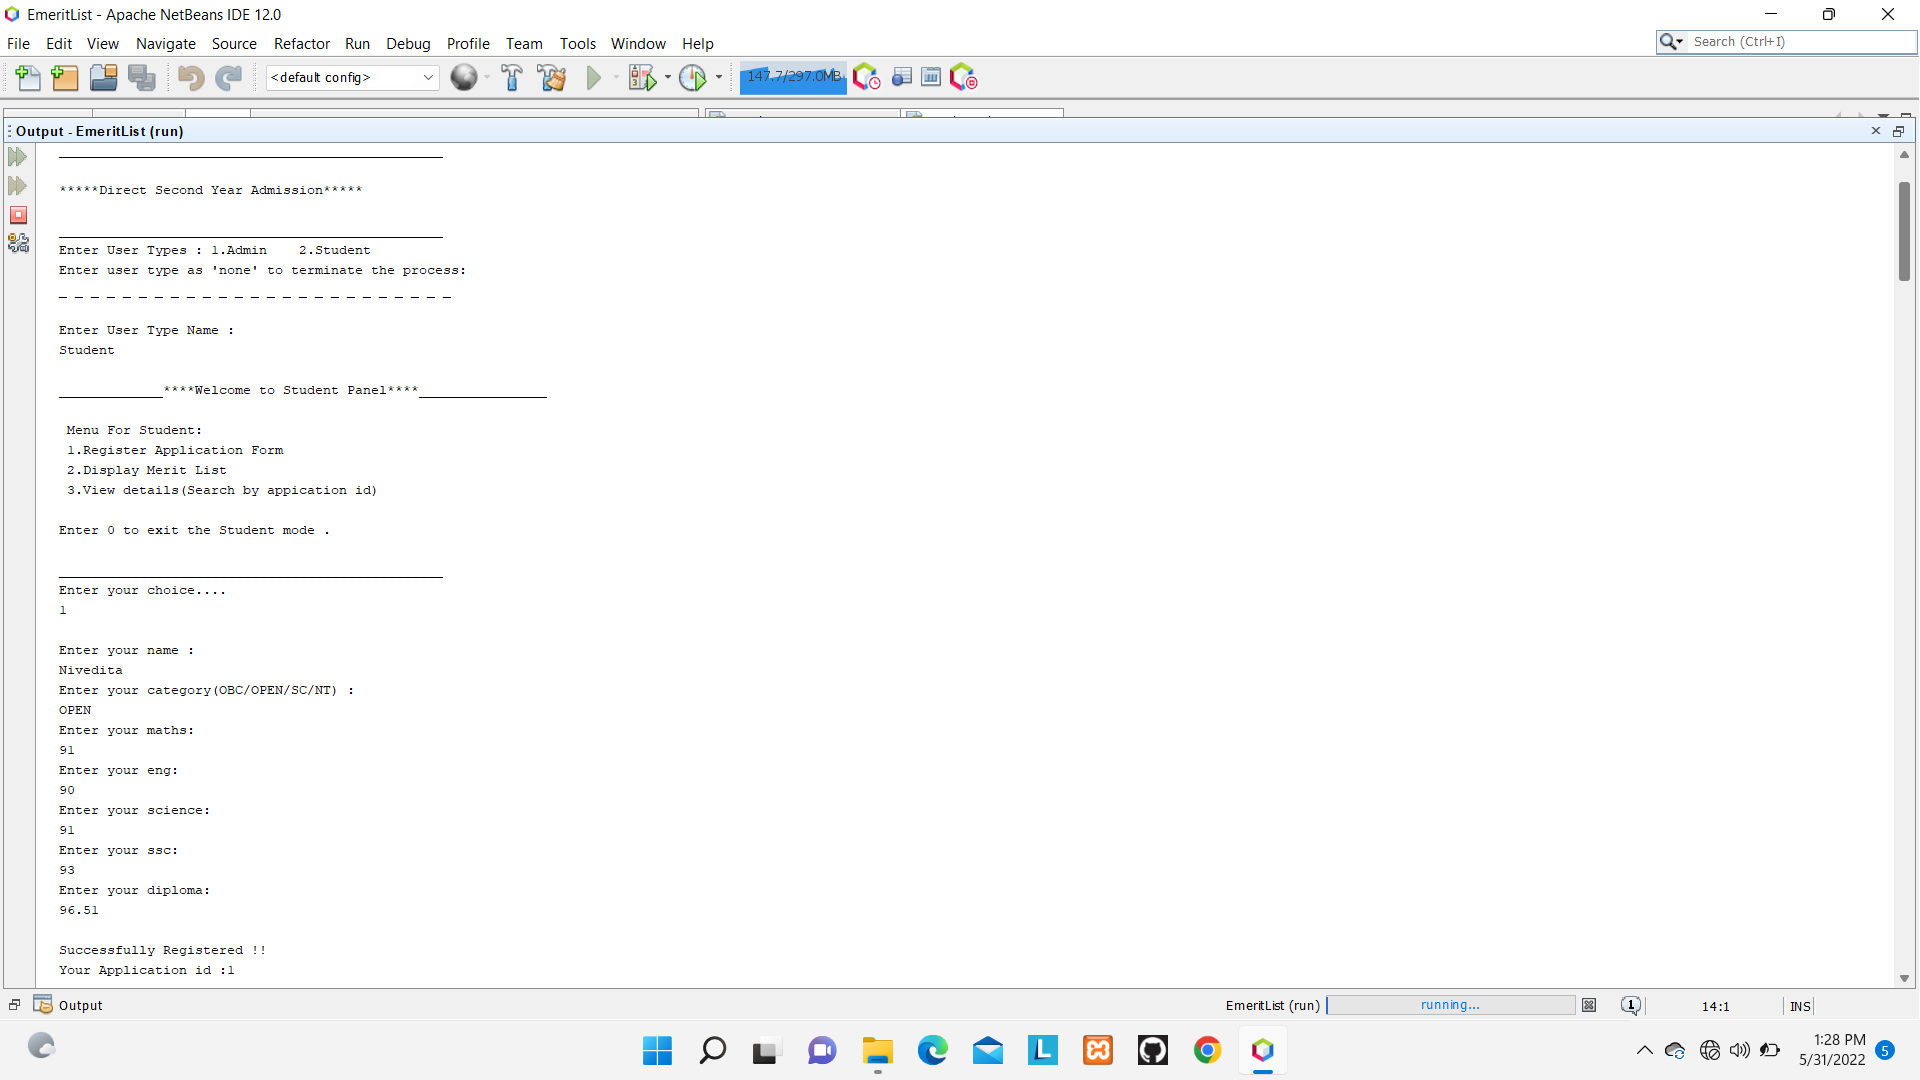 EmeritList - Apache NetBeans IDE 12.0
File Edit View Navigate Source Refactor Run Debug Profile Team Tools Window Help
Search (Ctrl+I)
<default config>
147.7/297.0MB
Output - EmeritList (run)
*****Direct Second Year Admission*****
Enter User Types : 1.Admin 2.Student
Enter user type as 'none' to terminate the process:
_ _ _ _ _ _ _ _ _ _ _ _ _ _ _ _ _ _ _ _ _ _ _ _ _
Enter User Type Name :
Student
_____________****Welcome to Student Panel****________________
Menu For Student:
1.Register Application Form
2.Display Merit List
3.View details(Search by appication id)
Enter 0 to exit the Student mode .
________________________________________________
Enter your choice....
1
Enter your name :
Nivedita
Enter your category(OBC/OPEN/SC/NT) :
OPEN
Enter your maths:
91
Enter your eng:
90
Enter your science:
91
Enter your ssc:
93
Enter your diploma:
96.51
Successfully Registered !!
Your Application id :1
Output
EmeritList (run)
running...
1
14:1
INS
1:28 PM
5/31/2022
5